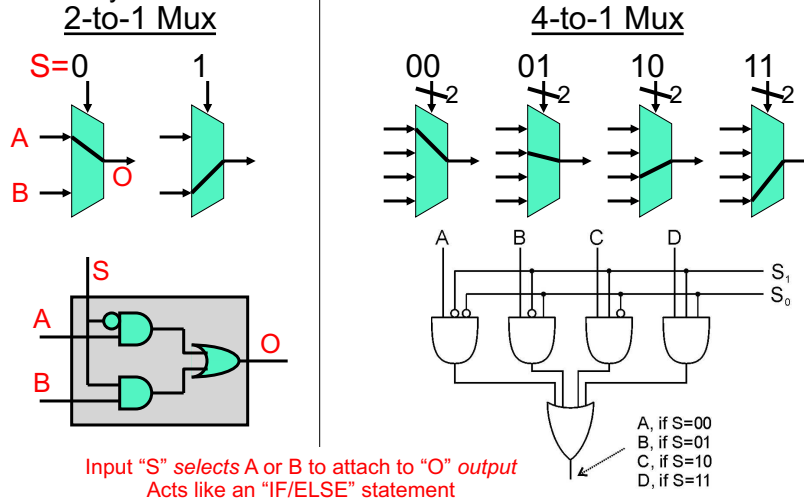 2-to-1 Mux
S=0
1
A
B
O
S
A
B
O
Input “S” selects A or B to attach to “O” output
Acts like an “IF/ELSE” statement
4-to-1 Mux
00 01 10 11
2 2 2 2
A B C D
S1
S0
A, if S=00
B, if S=01
C, if S=10
D, if S=11